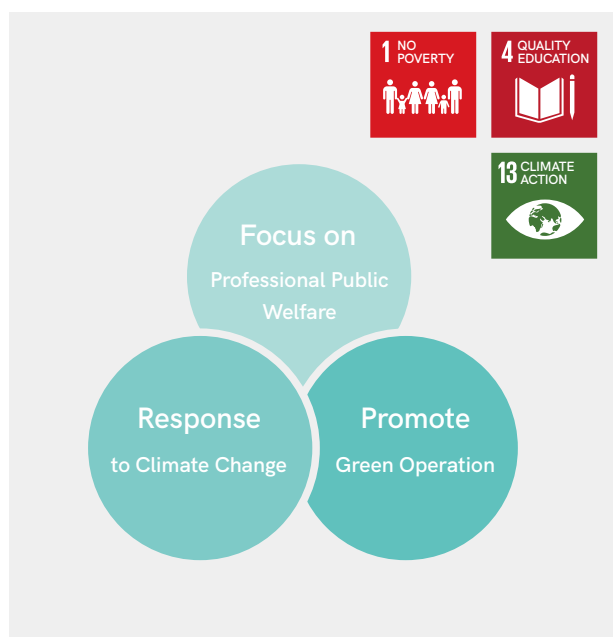 1 NO
POVERTY
4 QUALITY
EDUCATION
13 CLIMATE
ACTION
Focus on
Professional Public
Welfare
Response
to Climate Change
Promote
Green Operation